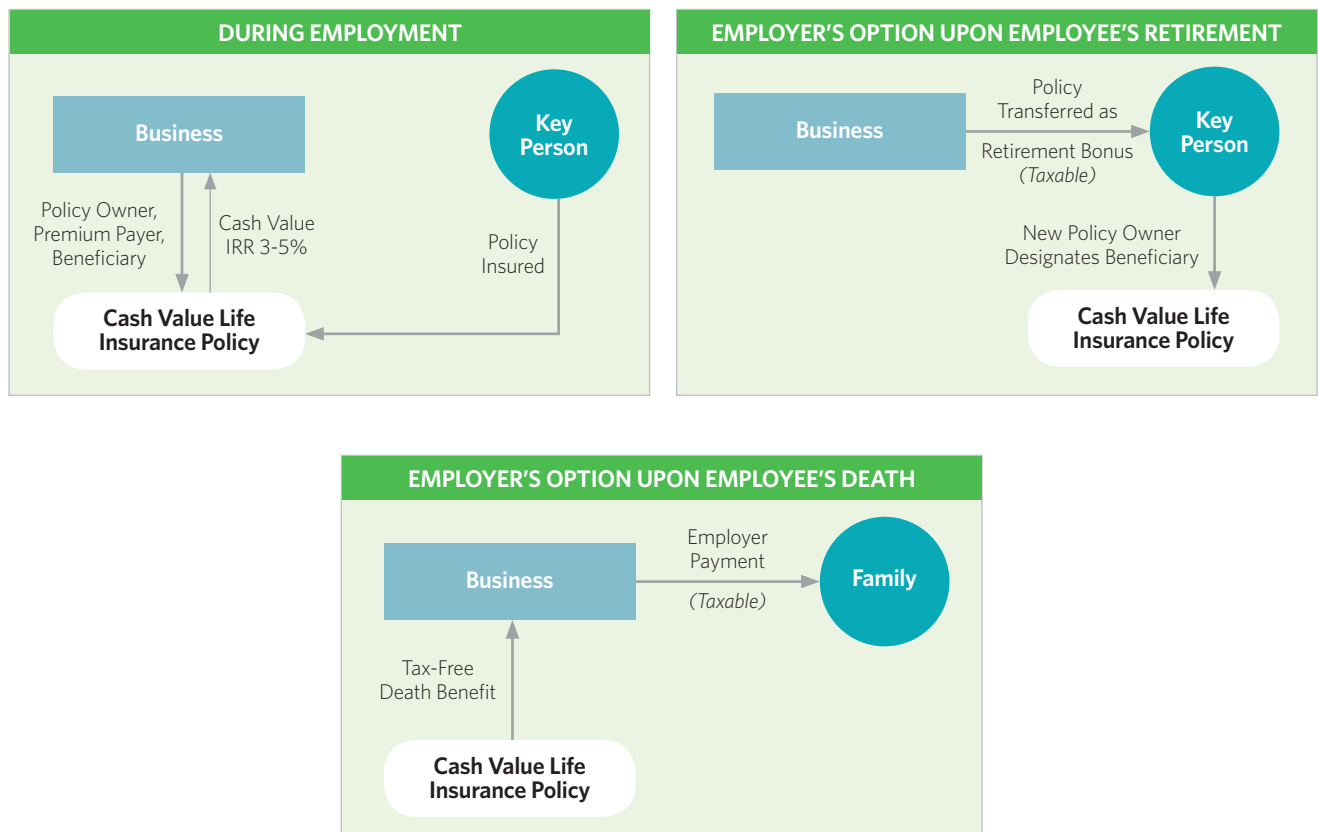 DURING EMPLOYMENT
Business
Key
Person
Policy Owner,
Premium Payer,
Beneficiary
Cash Value
IRR 3-5%
Policy
Insured
Cash Value Life
Insurance Policy
EMPLOYER'S OPTION UPON EMPLOYEE'S RETIREMENT
Business
Policy
Transferred as
Retirement Bonus
(Taxable)
Key
Person
New Policy Owner
Designates Beneficiary
Cash Value Life
Insurance Policy
EMPLOYER'S OPTION UPON EMPLOYEE'S DEATH
Business
Employer
Payment
(Taxable)
Family
Tax-Free
Death Benefit
Cash Value Life
Insurance Policy